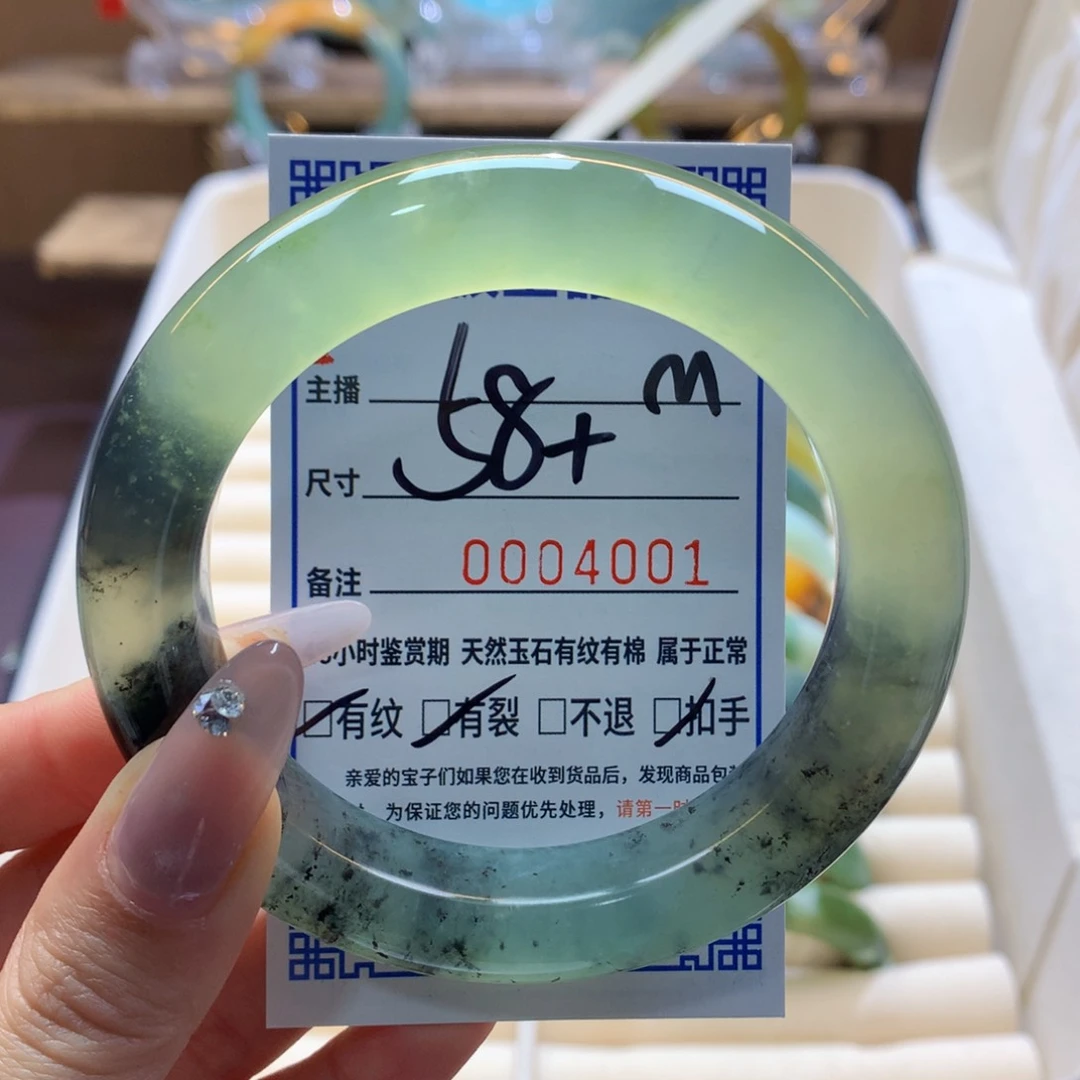 主播
58+ M
尺寸
备注 0004001
小时鉴赏期 天然玉石有纹有棉 属于正常
□有纹 □有裂 □不退 □扣手
亲爱的宝子们如果您在收到货品后，发现商品包
为保证您的问题优先处理，请第一时